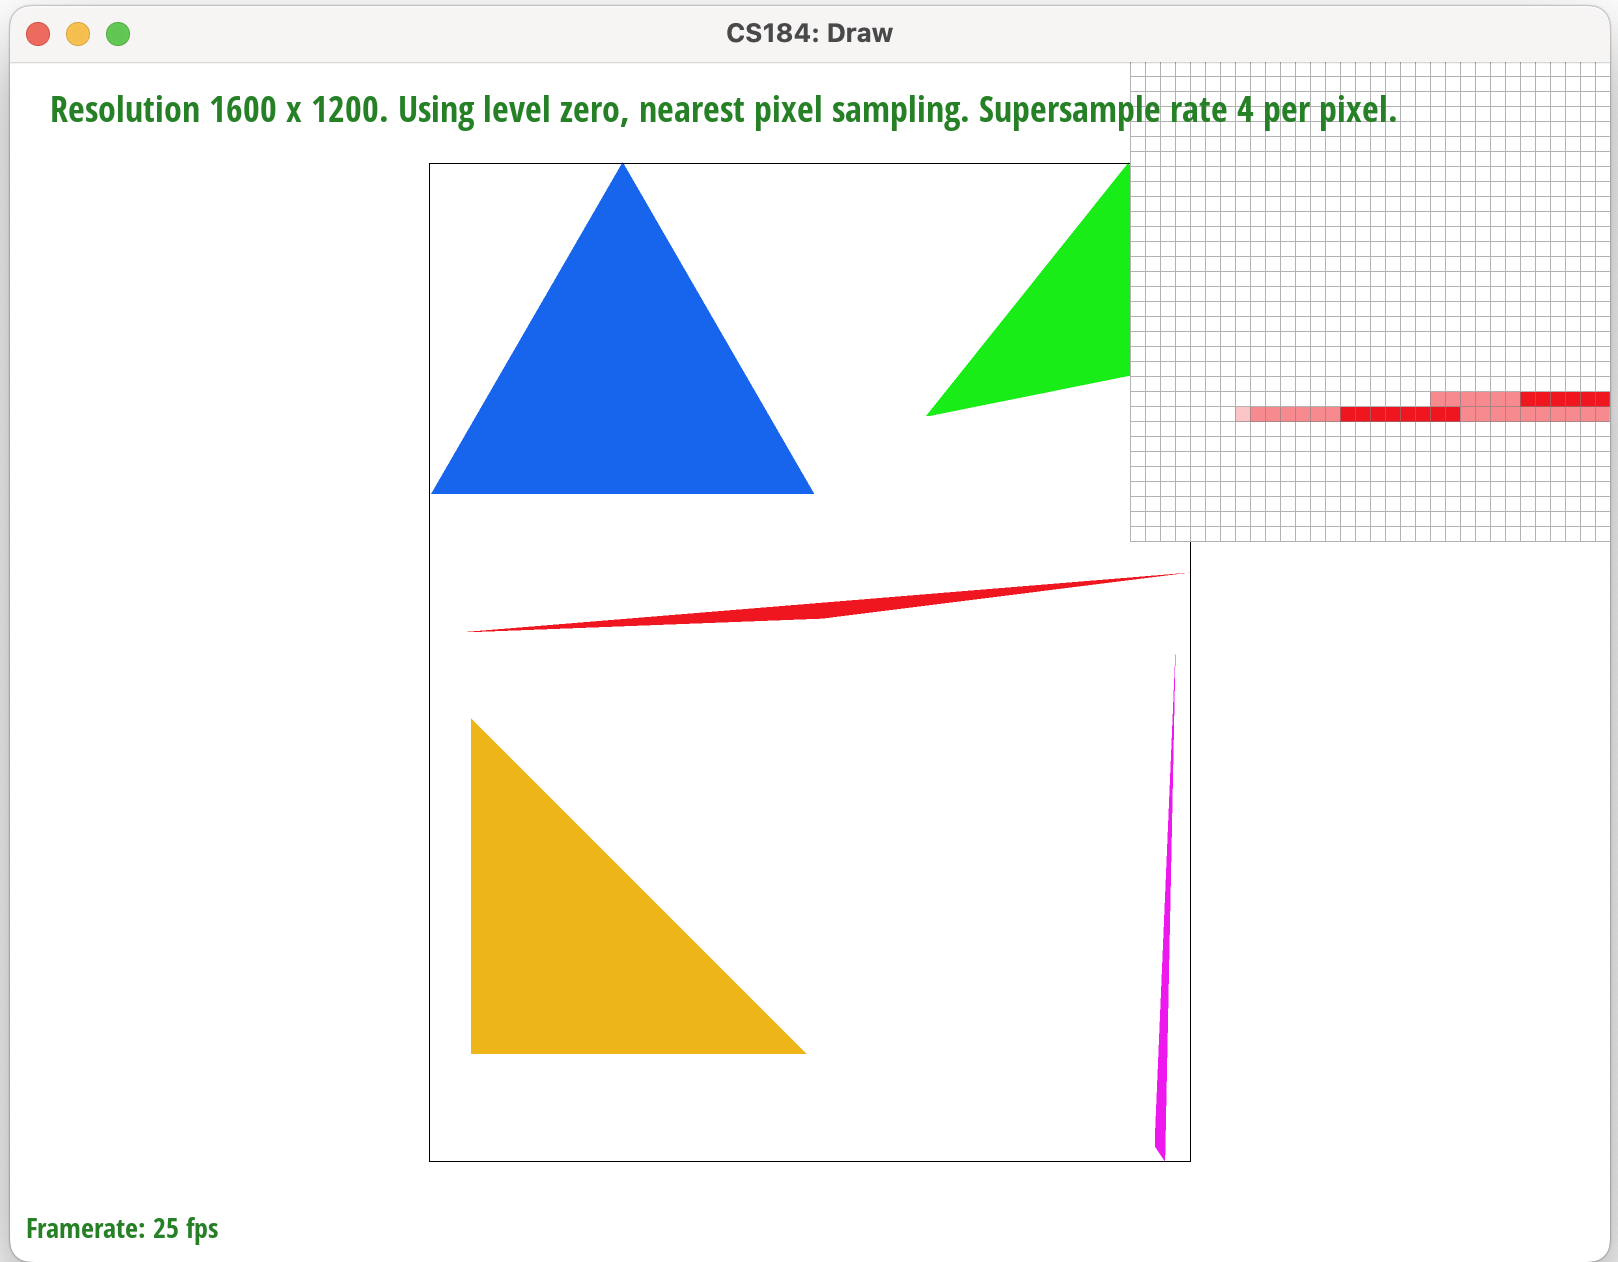 CS184: Draw
Resolution 1600 x 1200. Using level zero, nearest pixel sampling. Supersample rate 4 per pixel.
Framerate: 25 fps